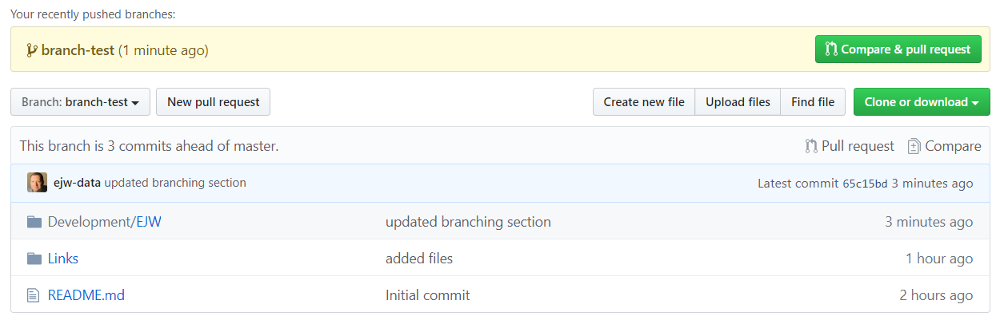 Your recently pushed branches:
branch-test (1 minute ago) Compare & pull request
Branch: branch-test New pull request Create new file Upload files Find file Clone or download
This branch is 3 commits ahead of master. Pull request Compare
ejw-data updated branching section Latest commit 65c15bd 3 minutes ago
Development/EJW updated branching section 3 minutes ago
Links added files 1 hour ago
README.md Initial commit 2 hours ago